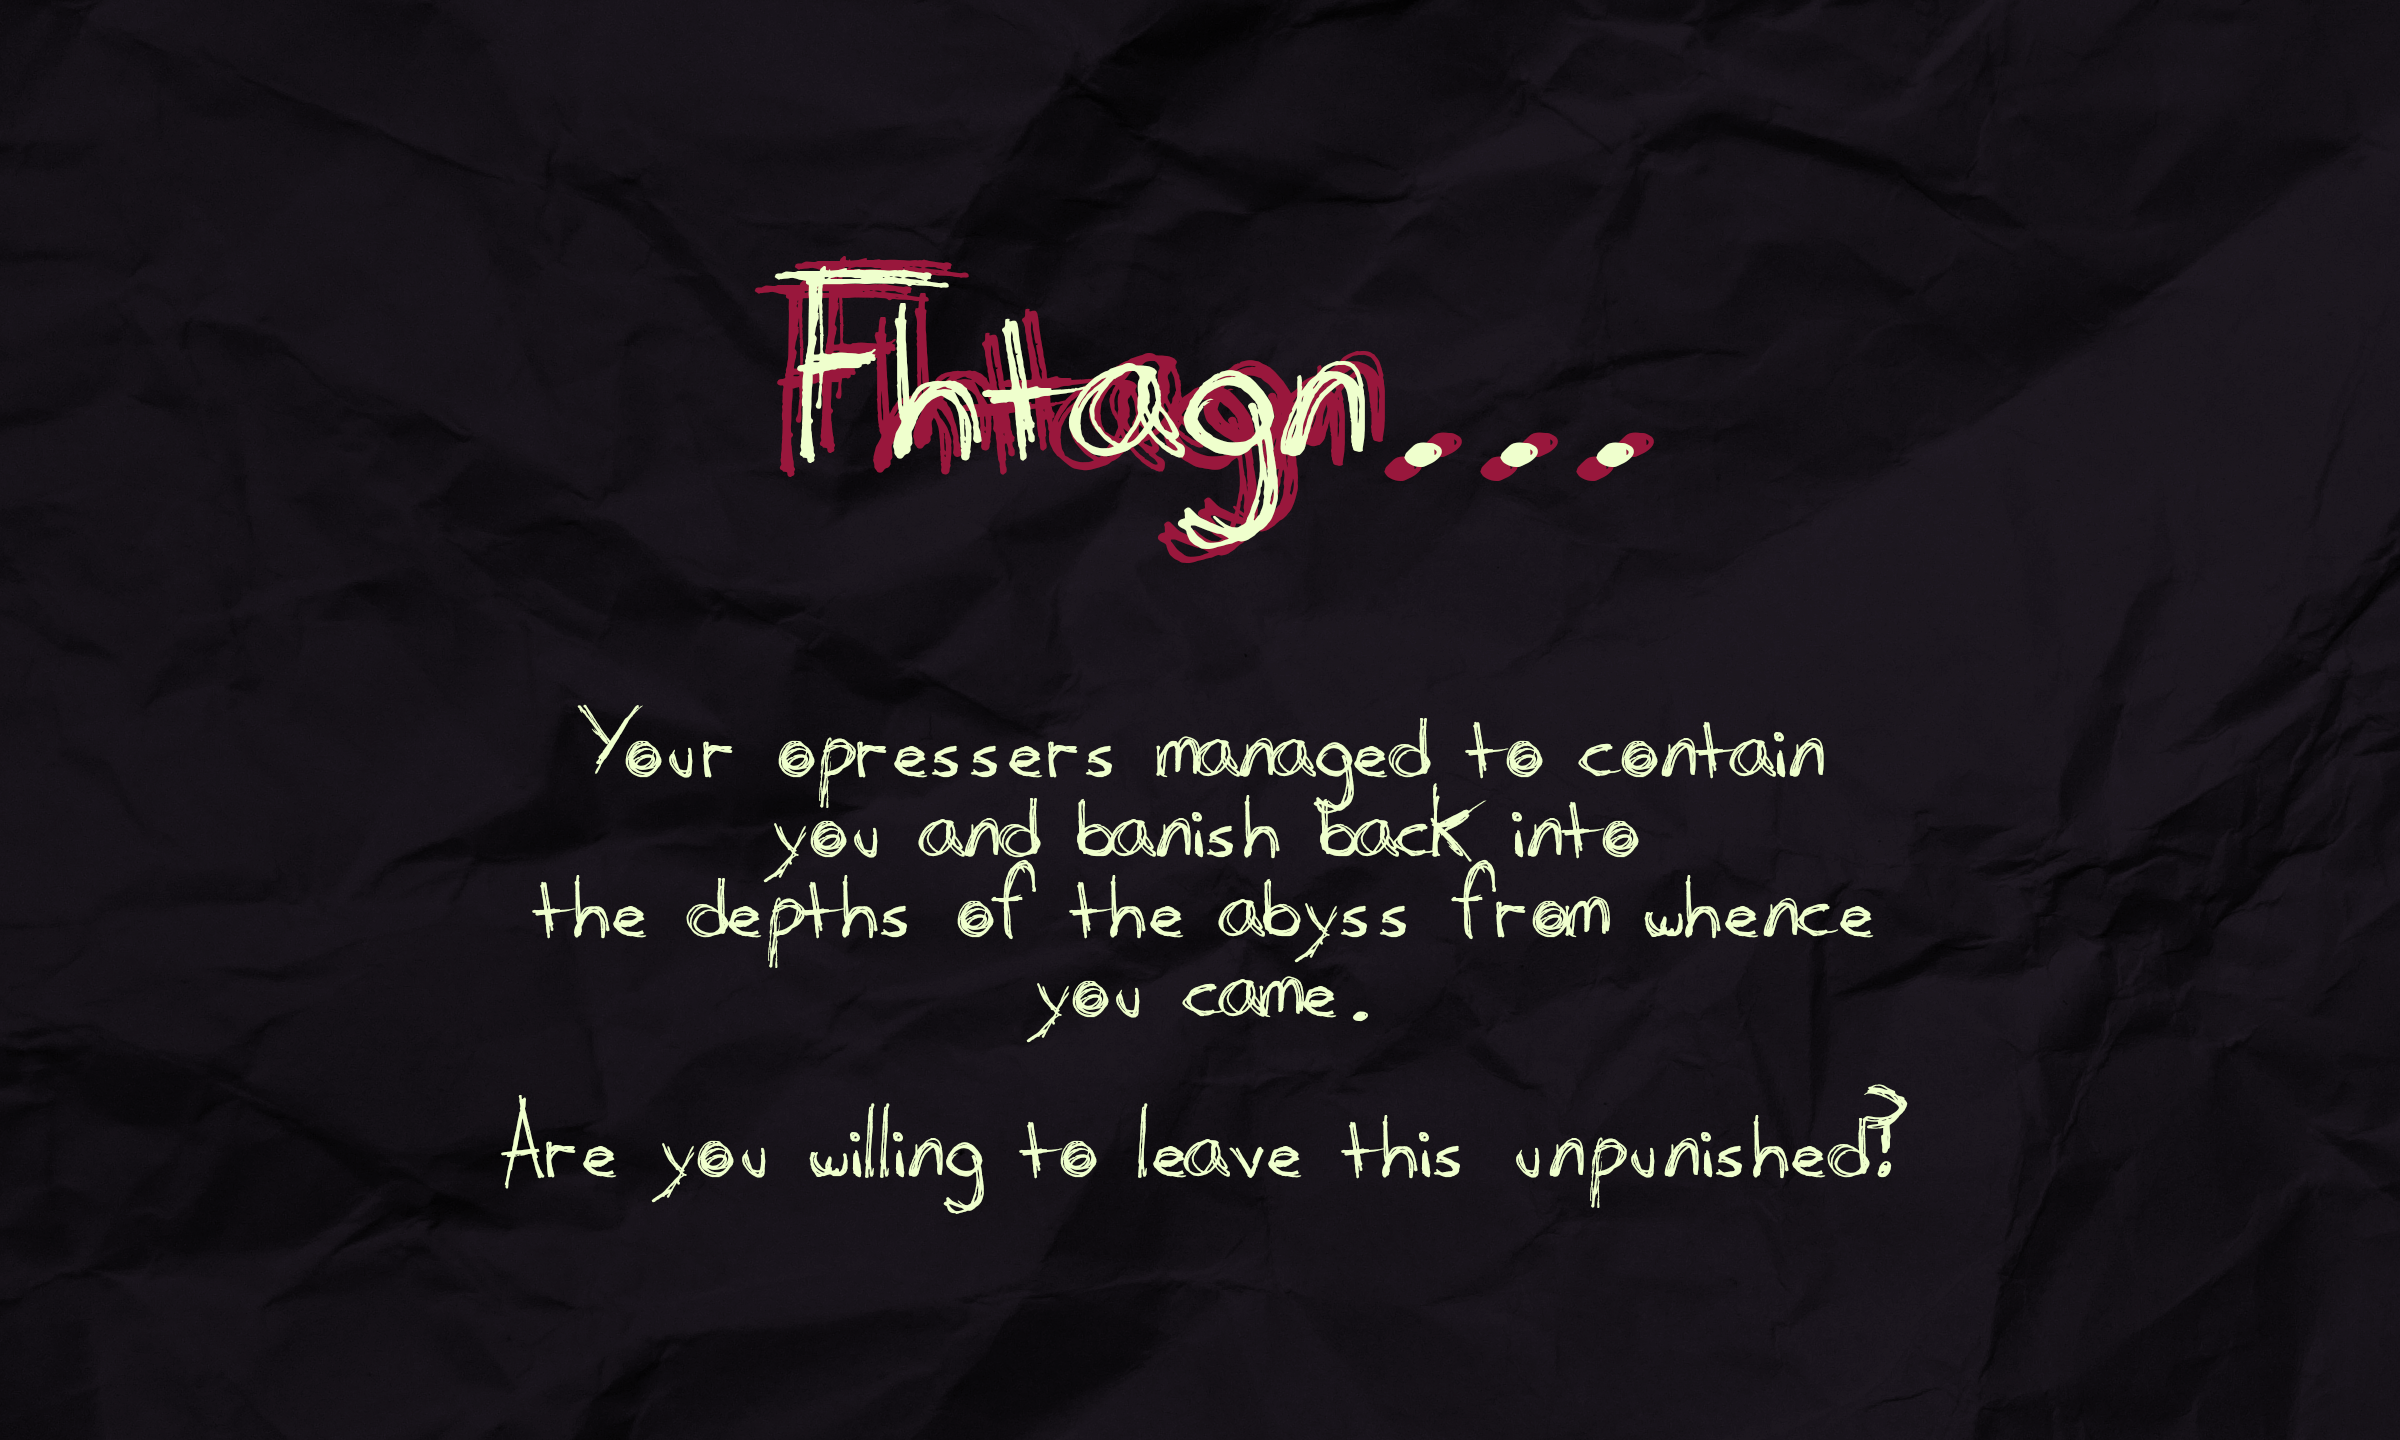 Fhtagn...
Your opressers managed to contain
you and banish back into
the depths of the abyss from whence
you came.
Are you willing to leave this unpunished?